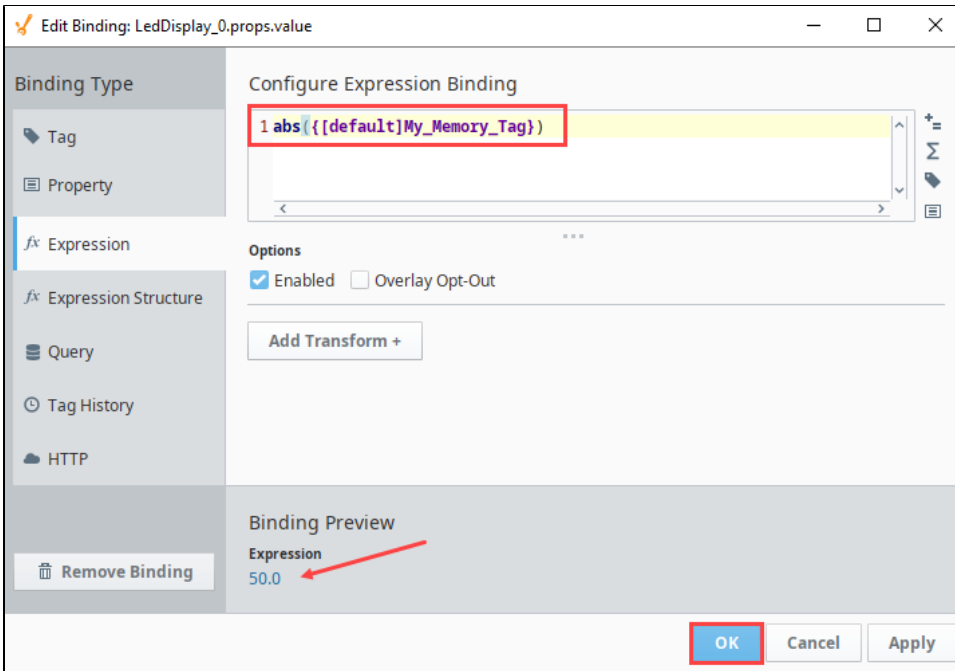 Edit Binding: LedDisplay_0.props.value
Binding Type
Tag
Property
fx Expression
fx Expression Structure
Query
Tag History
HTTP
Remove Binding
Configure Expression Binding
1 abs({[default]My_Memory_Tag})
Options
Enabled Overlay Opt-Out
Add Transform +
Binding Preview
Expression
50.0
OK Cancel Apply